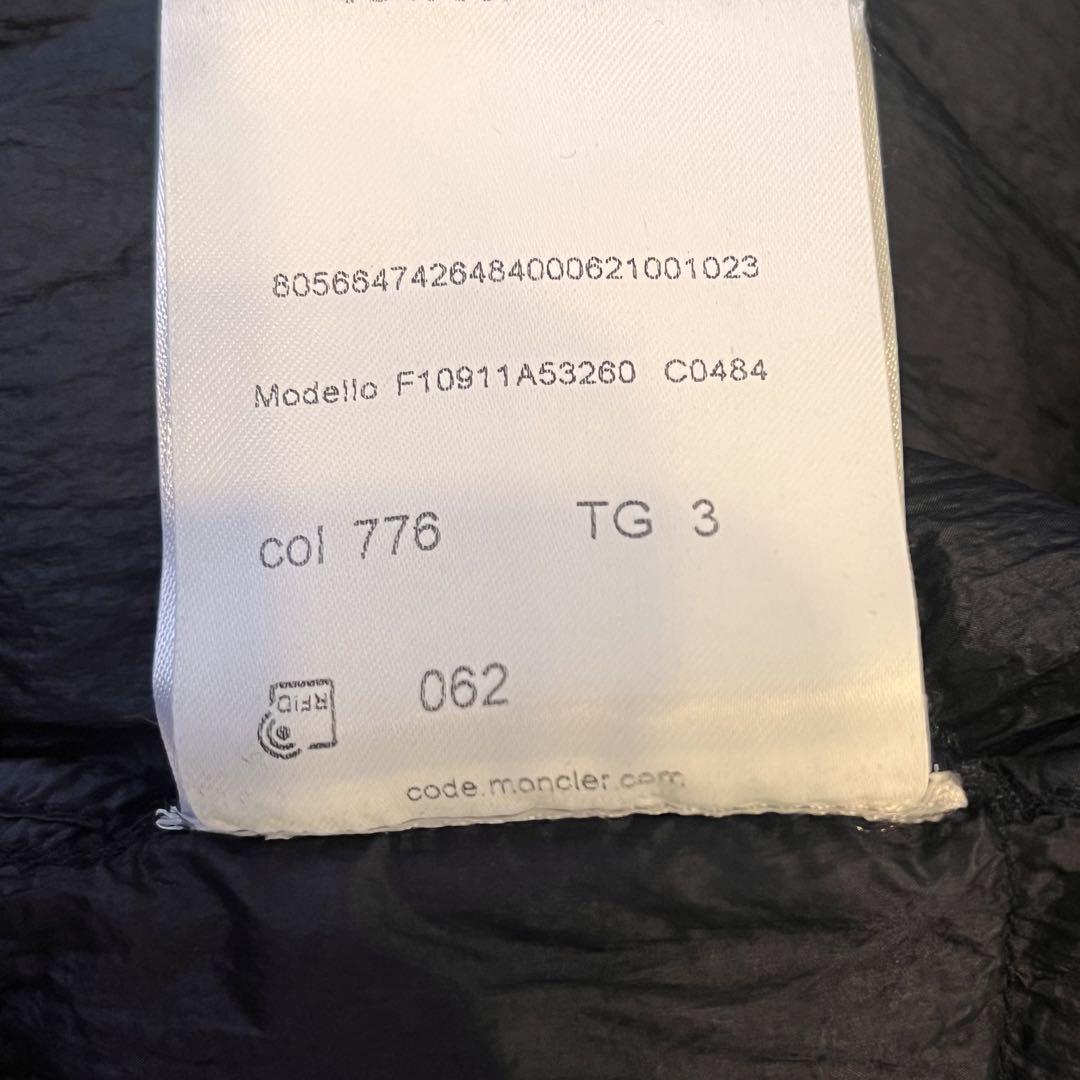 8056647426484000621001023
Modello F10911A53260 C0484
col 776 TG 3
RFID 062
code.moncler.com